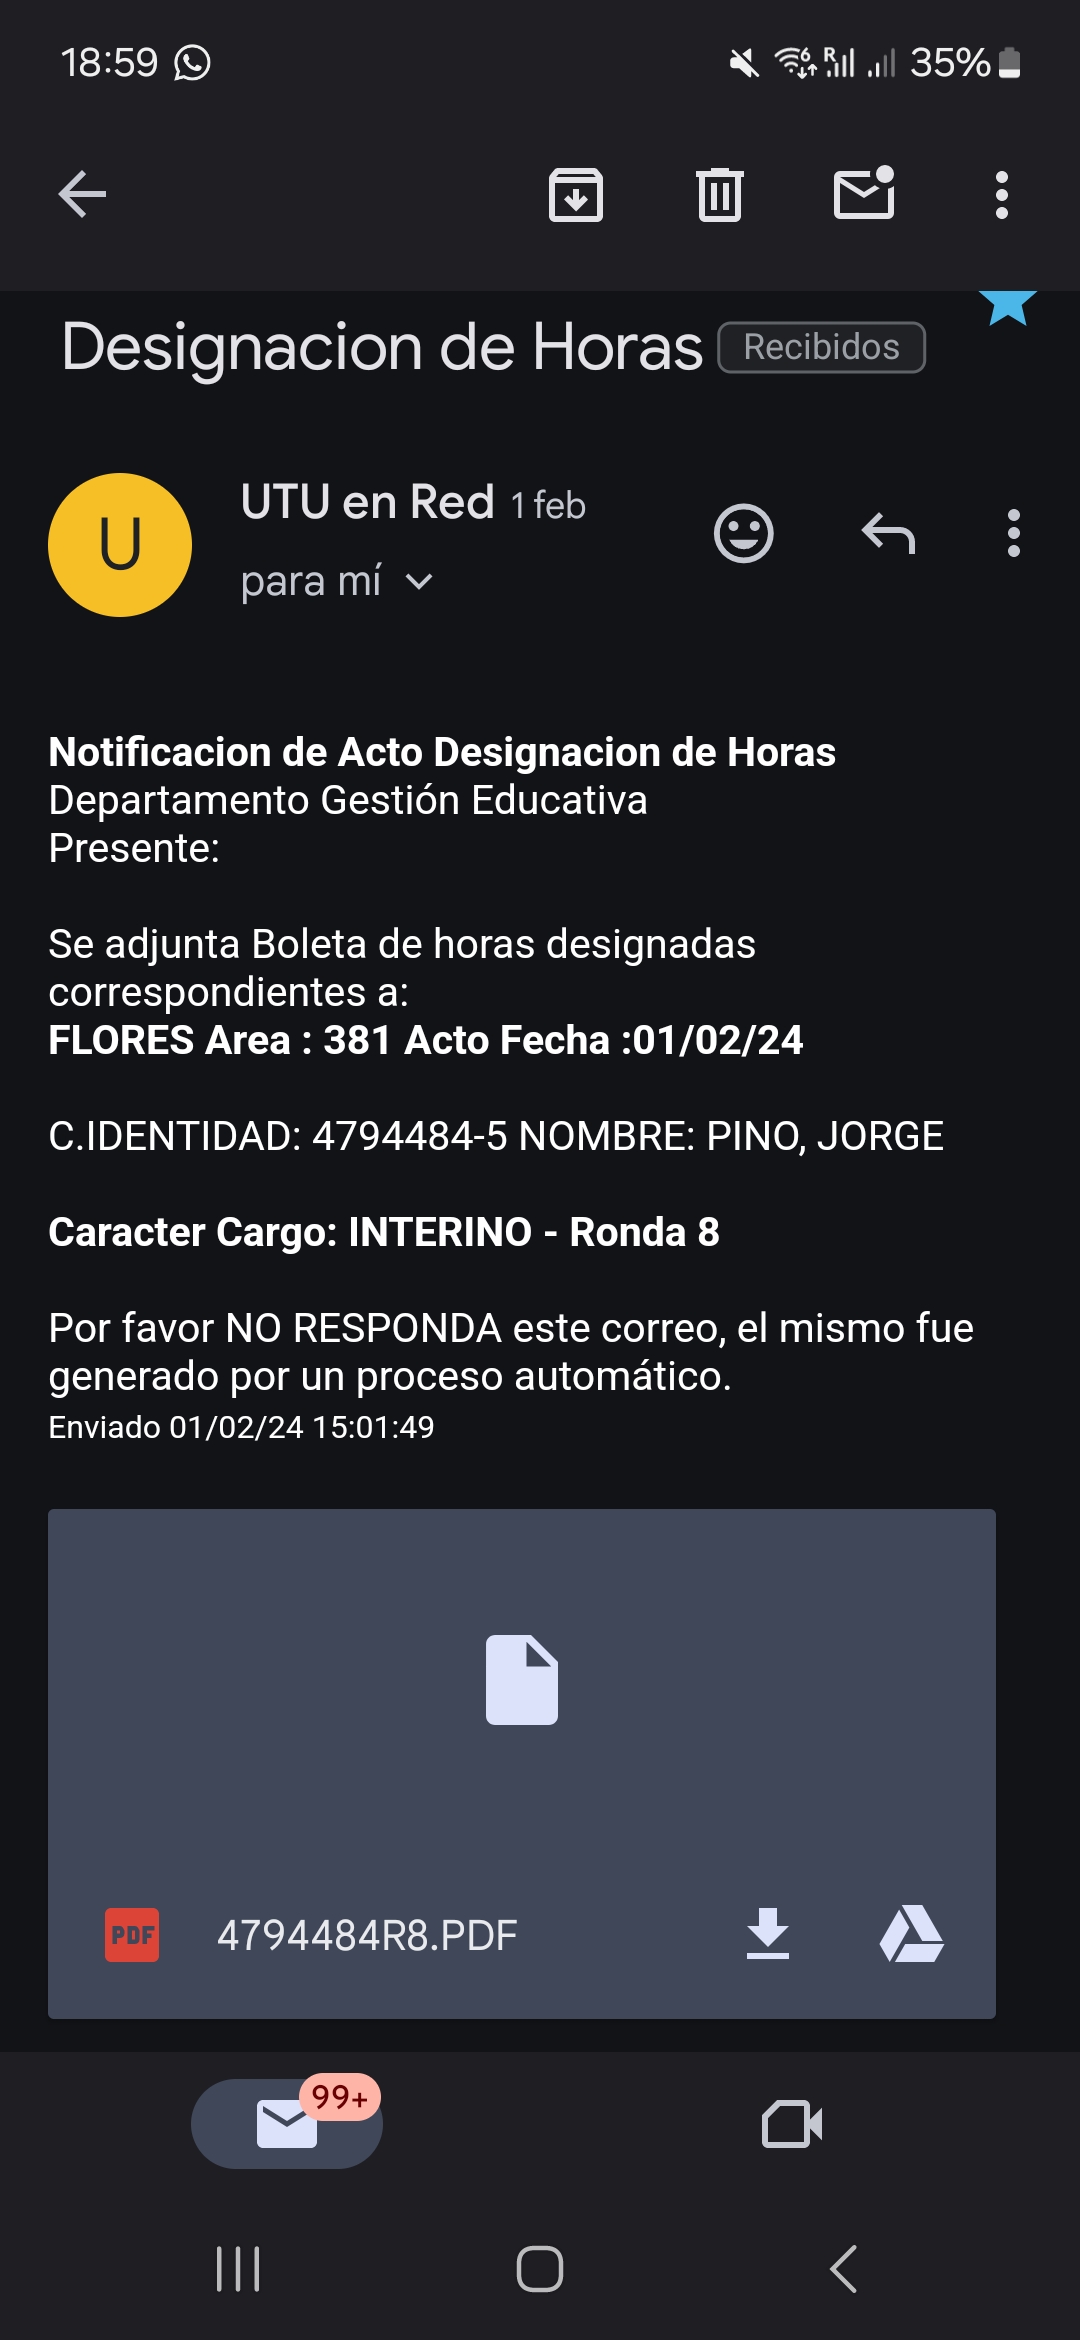 18:59
R
6
35%
Designacion de Horas Recibidos
U
UTU en Red 1 feb
para mí
Notificacion de Acto Designacion de Horas
Departamento Gestión Educativa
Presente:
Se adjunta Boleta de horas designadas
correspondientes a:
FLORES Area : 381 Acto Fecha :01/02/24
C.IDENTIDAD: 4794484-5 NOMBRE: PINO, JORGE
Caracter Cargo: INTERINO - Ronda 8
Por favor NO RESPONDA este correo, el mismo fue
generado por un proceso automático.
Enviado 01/02/24 15:01:49
PDF 4794484R8.PDF
99+